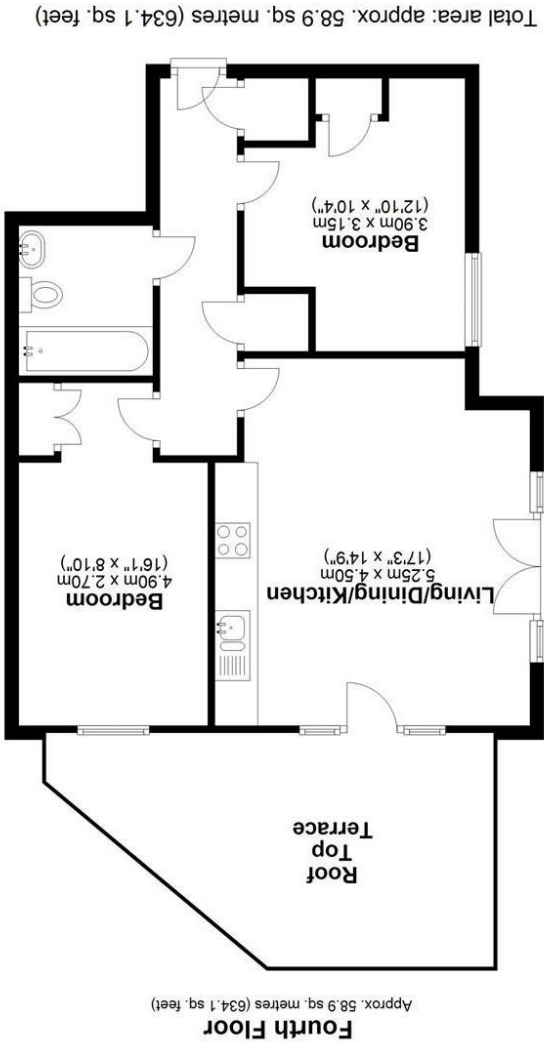 Fourth Floor
Approx. 58.9 sq. metres (634.1 sq. feet)
Roof
Top
Terrace
Living/Dining/Kitchen
5.25m x 4.50m
(17'3" x 14'9")
Bedroom
4.90m x 2.70m
(16'1" x 8'10")
Bedroom
3.90m x 3.15m
(12'10" x 10'4")
Total area: approx. 58.9 sq. metres (634.1 sq. feet)